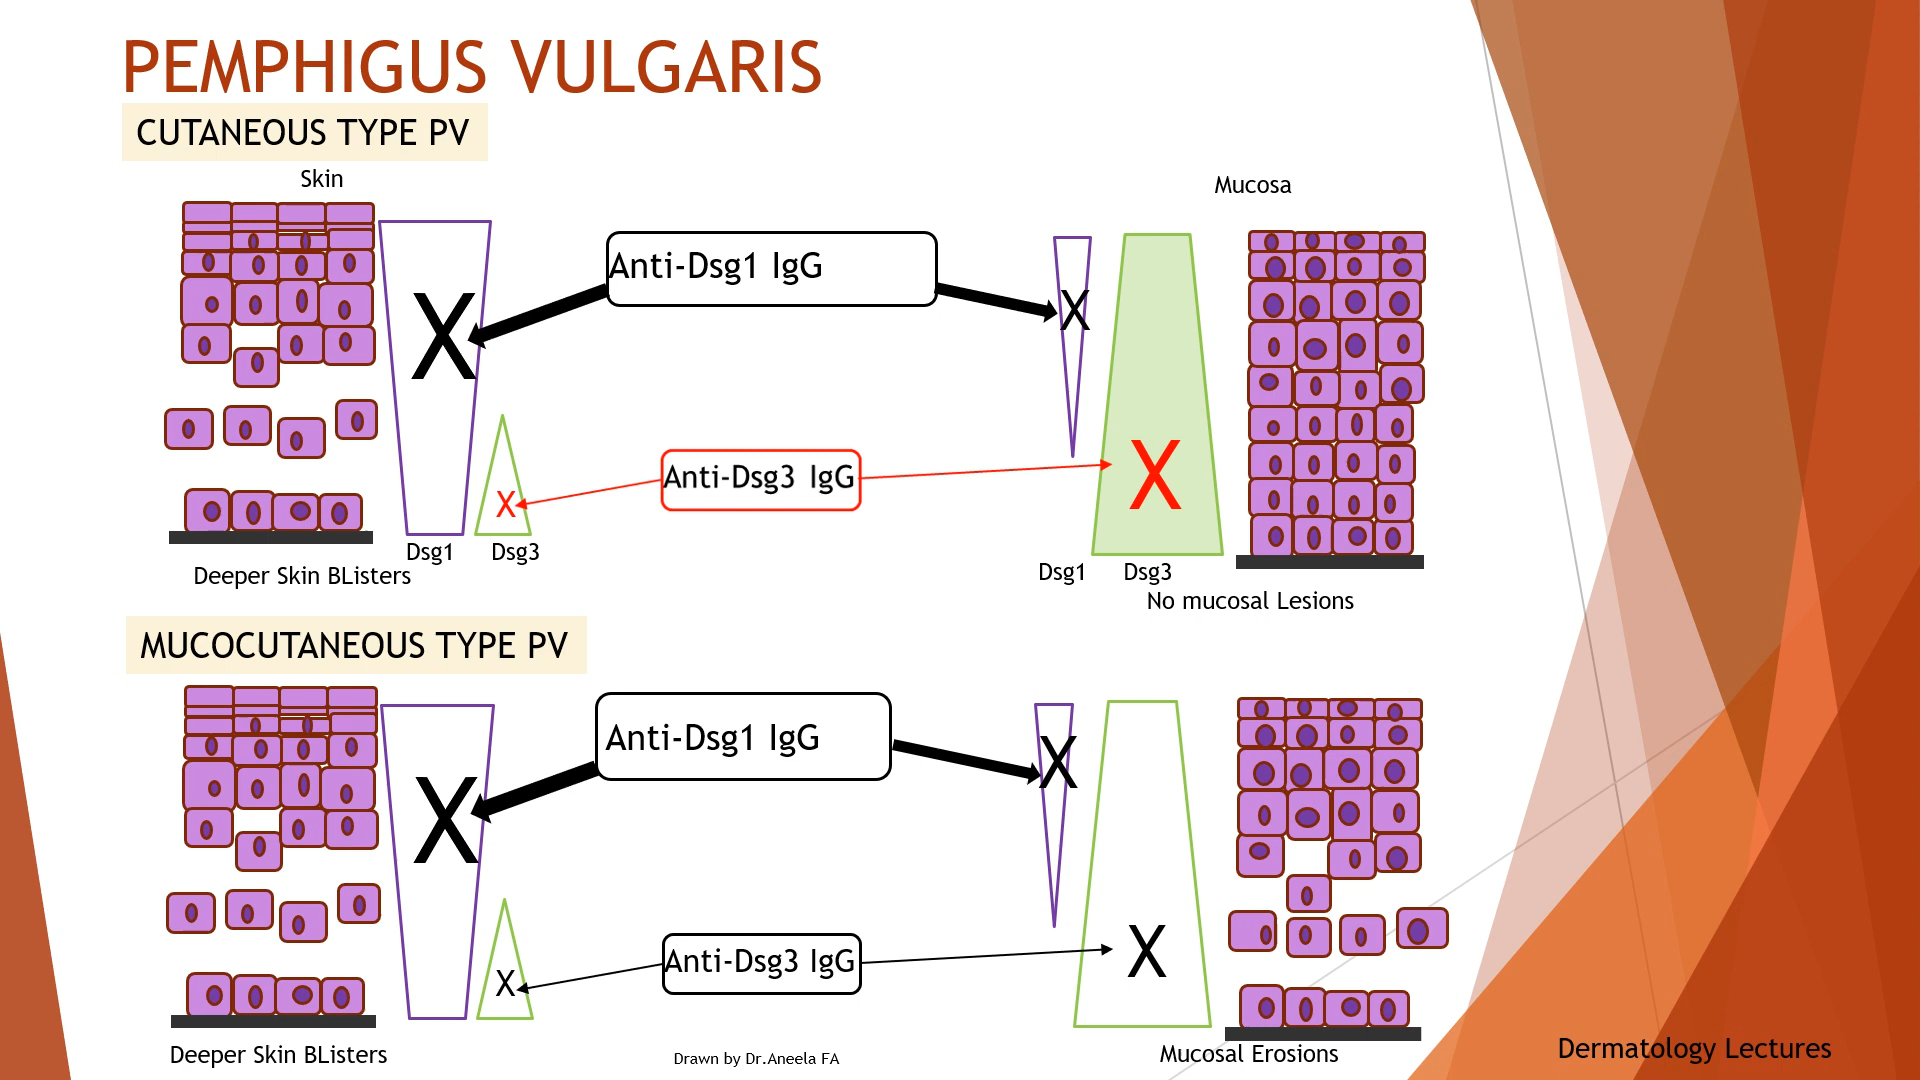 PEMPHIGUS VULGARIS
CUTANEOUS TYPE PV
Skin
Mucosa
Anti-Dsg1 IgG
X
X
Anti-Dsg3 IgG
X
X
Dsg1
Dsg3
Dsg1
Dsg3
Deeper Skin BListers
No mucosal Lesions
MUCOCUTANEOUS TYPE PV
Anti-Dsg1 IgG
X
X
Anti-Dsg3 IgG
X
X
Deeper Skin BListers
Drawn by Dr.Aneela FA
Mucosal Erosions
Dermatology Lectures